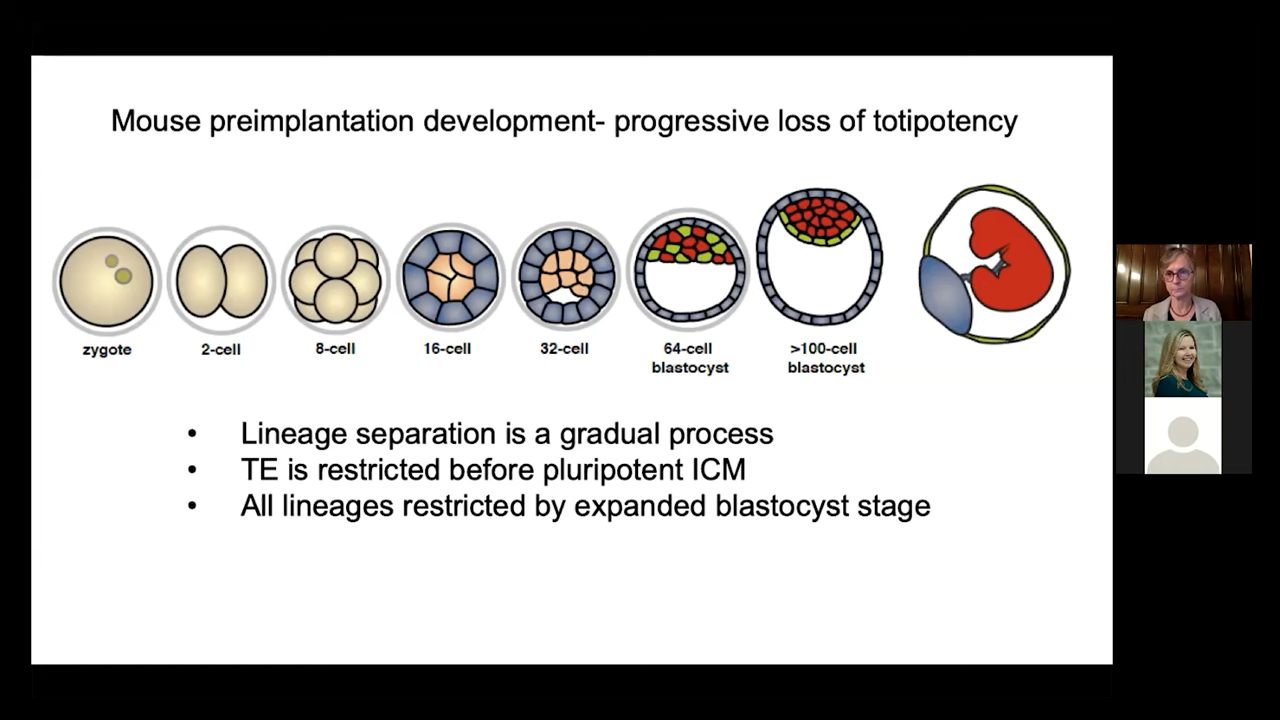 Mouse preimplantation development- progressive loss of totipotency
zygote
2-cell
8-cell
16-cell
32-cell
64-cell
blastocyst
>100-cell
blastocyst
• Lineage separation is a gradual process
• TE is restricted before pluripotent ICM
• All lineages restricted by expanded blastocyst stage